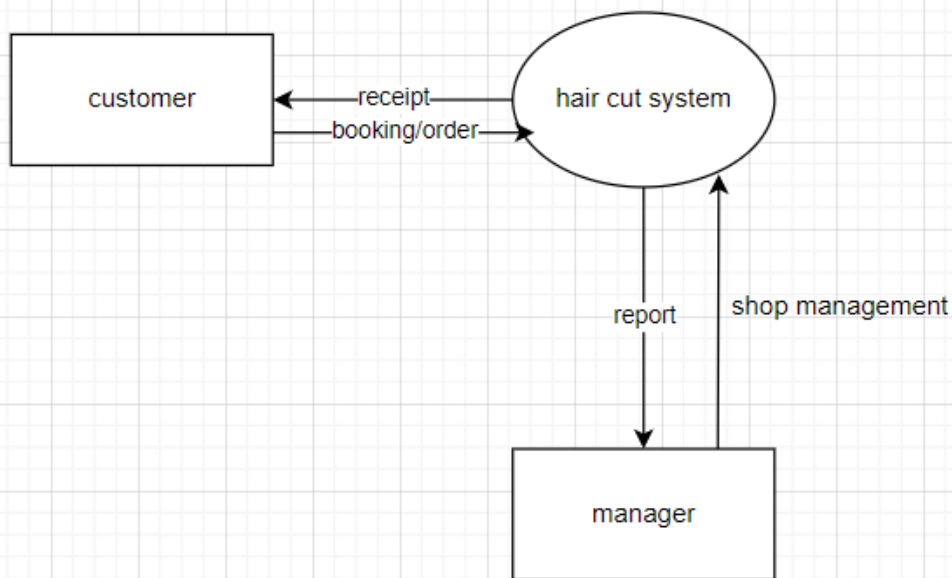 customer
receipt
booking/order
hair cut system
report
shop management
manager